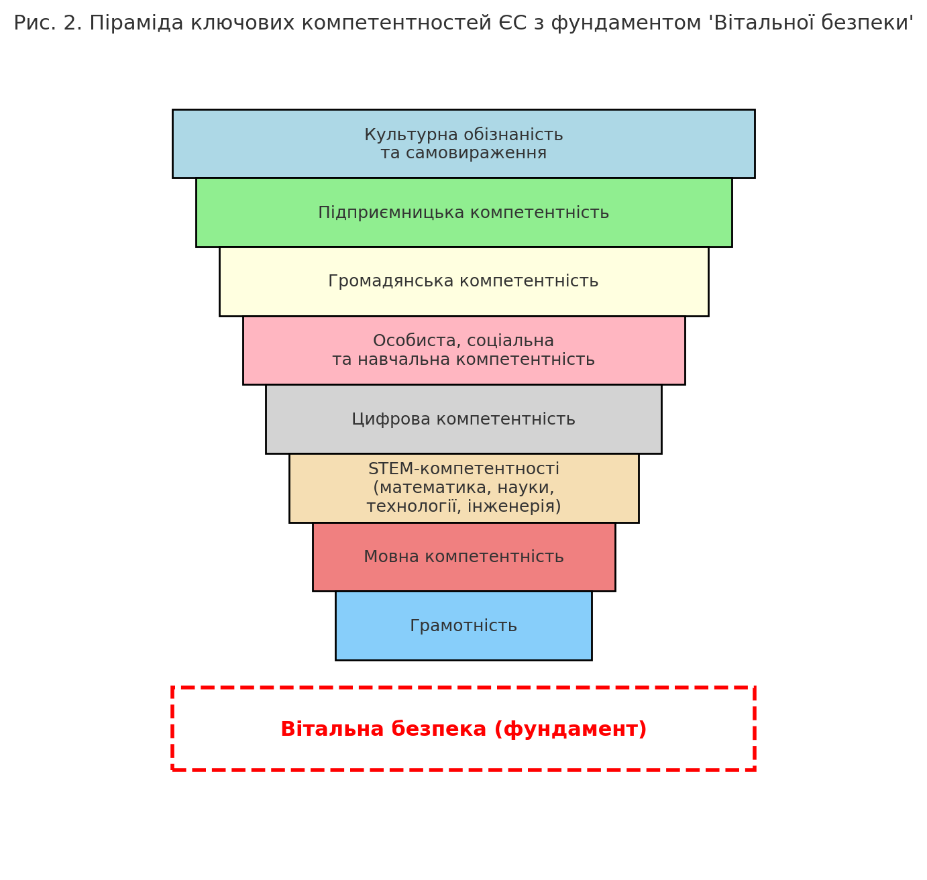 Рис. 2. Піраміда ключових компетентностей ЄС з фундаментом 'Вітальної безпеки'
Культурна обізнаність
та самовираження
Підприємницька компетентність
Громадянська компетентність
Особиста, соціальна
та навчальна компетентність
Цифрова компетентність
STEM-компетентності
(математика, науки,
технології, інженерія)
Мовна компетентність
Грамотність
Вітальна безпека (фундамент)